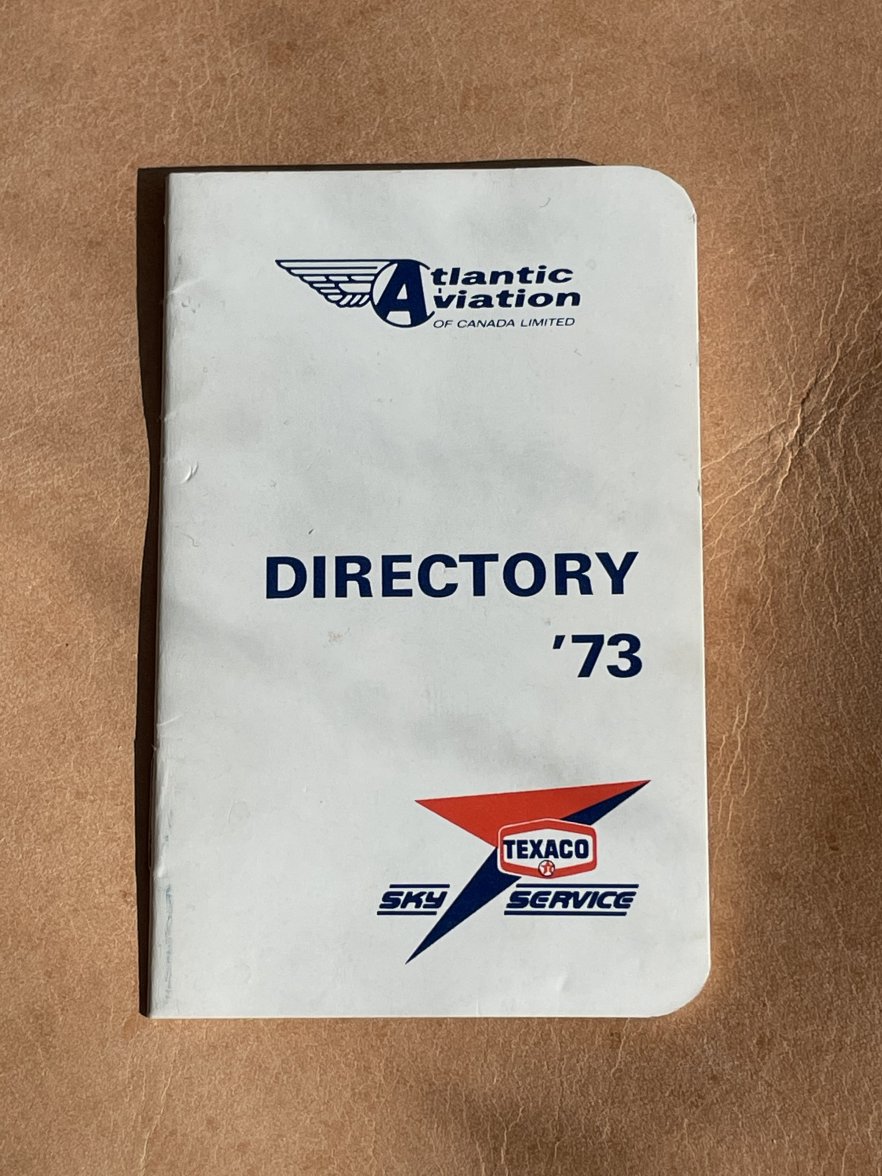 Atlantic
Aviation
OF CANADA LIMITED
DIRECTORY
'73
TEXACO
SKY SERVICE